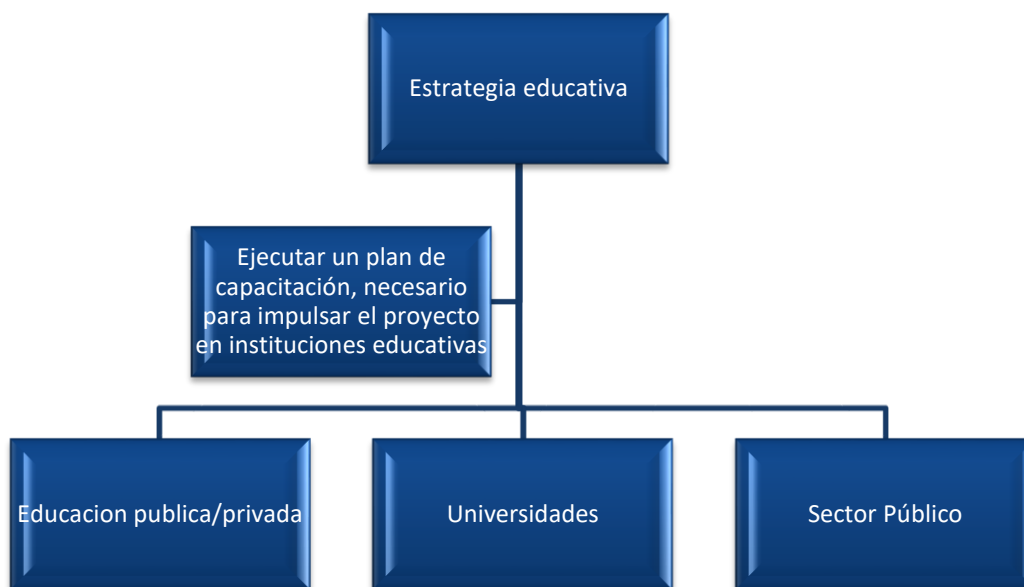 Estrategia educativa
Ejecutar un plan de
capacitación, necesario
para impulsar el proyecto
en instituciones educativas
Educacion publica/privada
Universidades
Sector Público